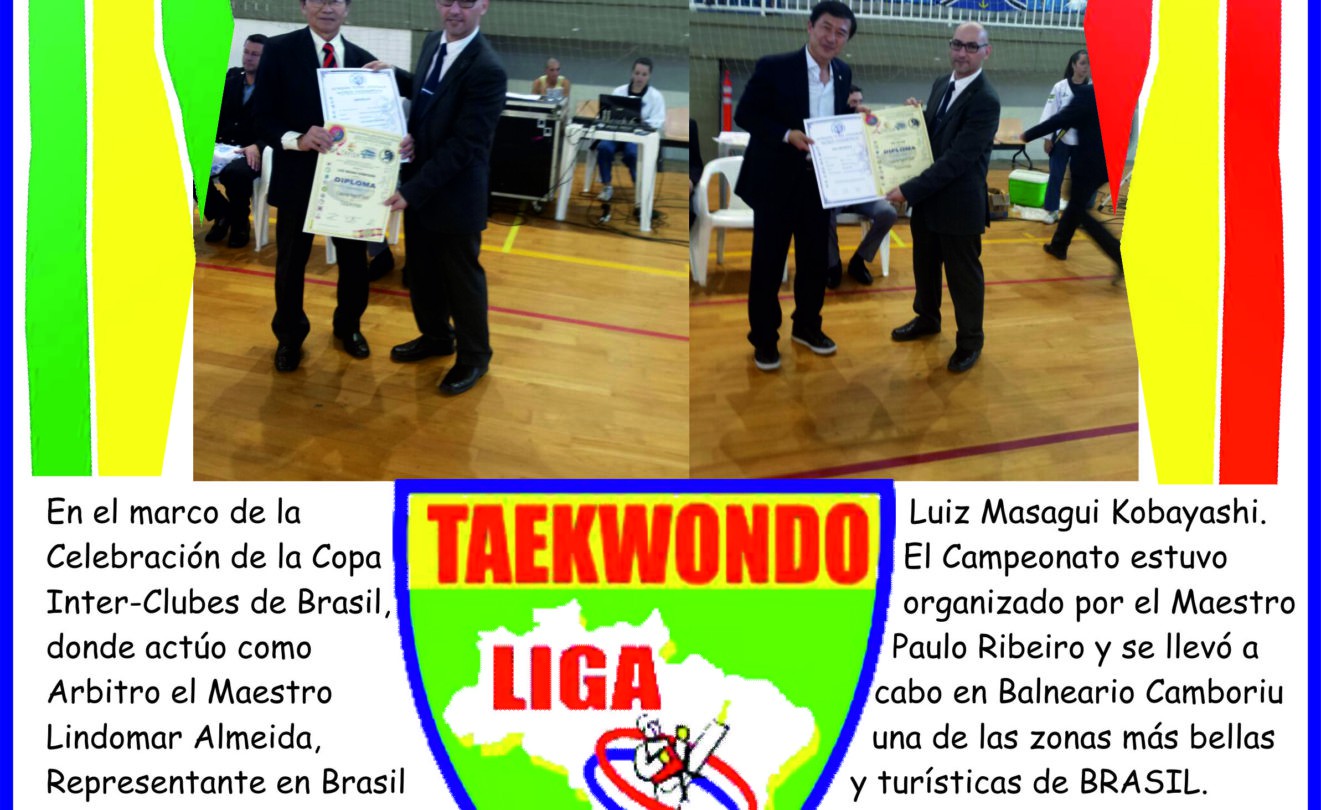 DIPLOMA
DIPLOMA
En el marco de la
Celebración de la Copa
Inter-Clubes de Brasil,
donde actúo como
Arbitro el Maestro
Lindomar Almeida,
Representante en Brasil
TAEKWONDO
LIGA
Luiz Masagui Kobayashi.
El Campeonato estuvo
organizado por el Maestro
Paulo Ribeiro y se llevó a
cabo en Balneario Camboriu
una de las zonas más bellas
y turísticas de BRASIL.